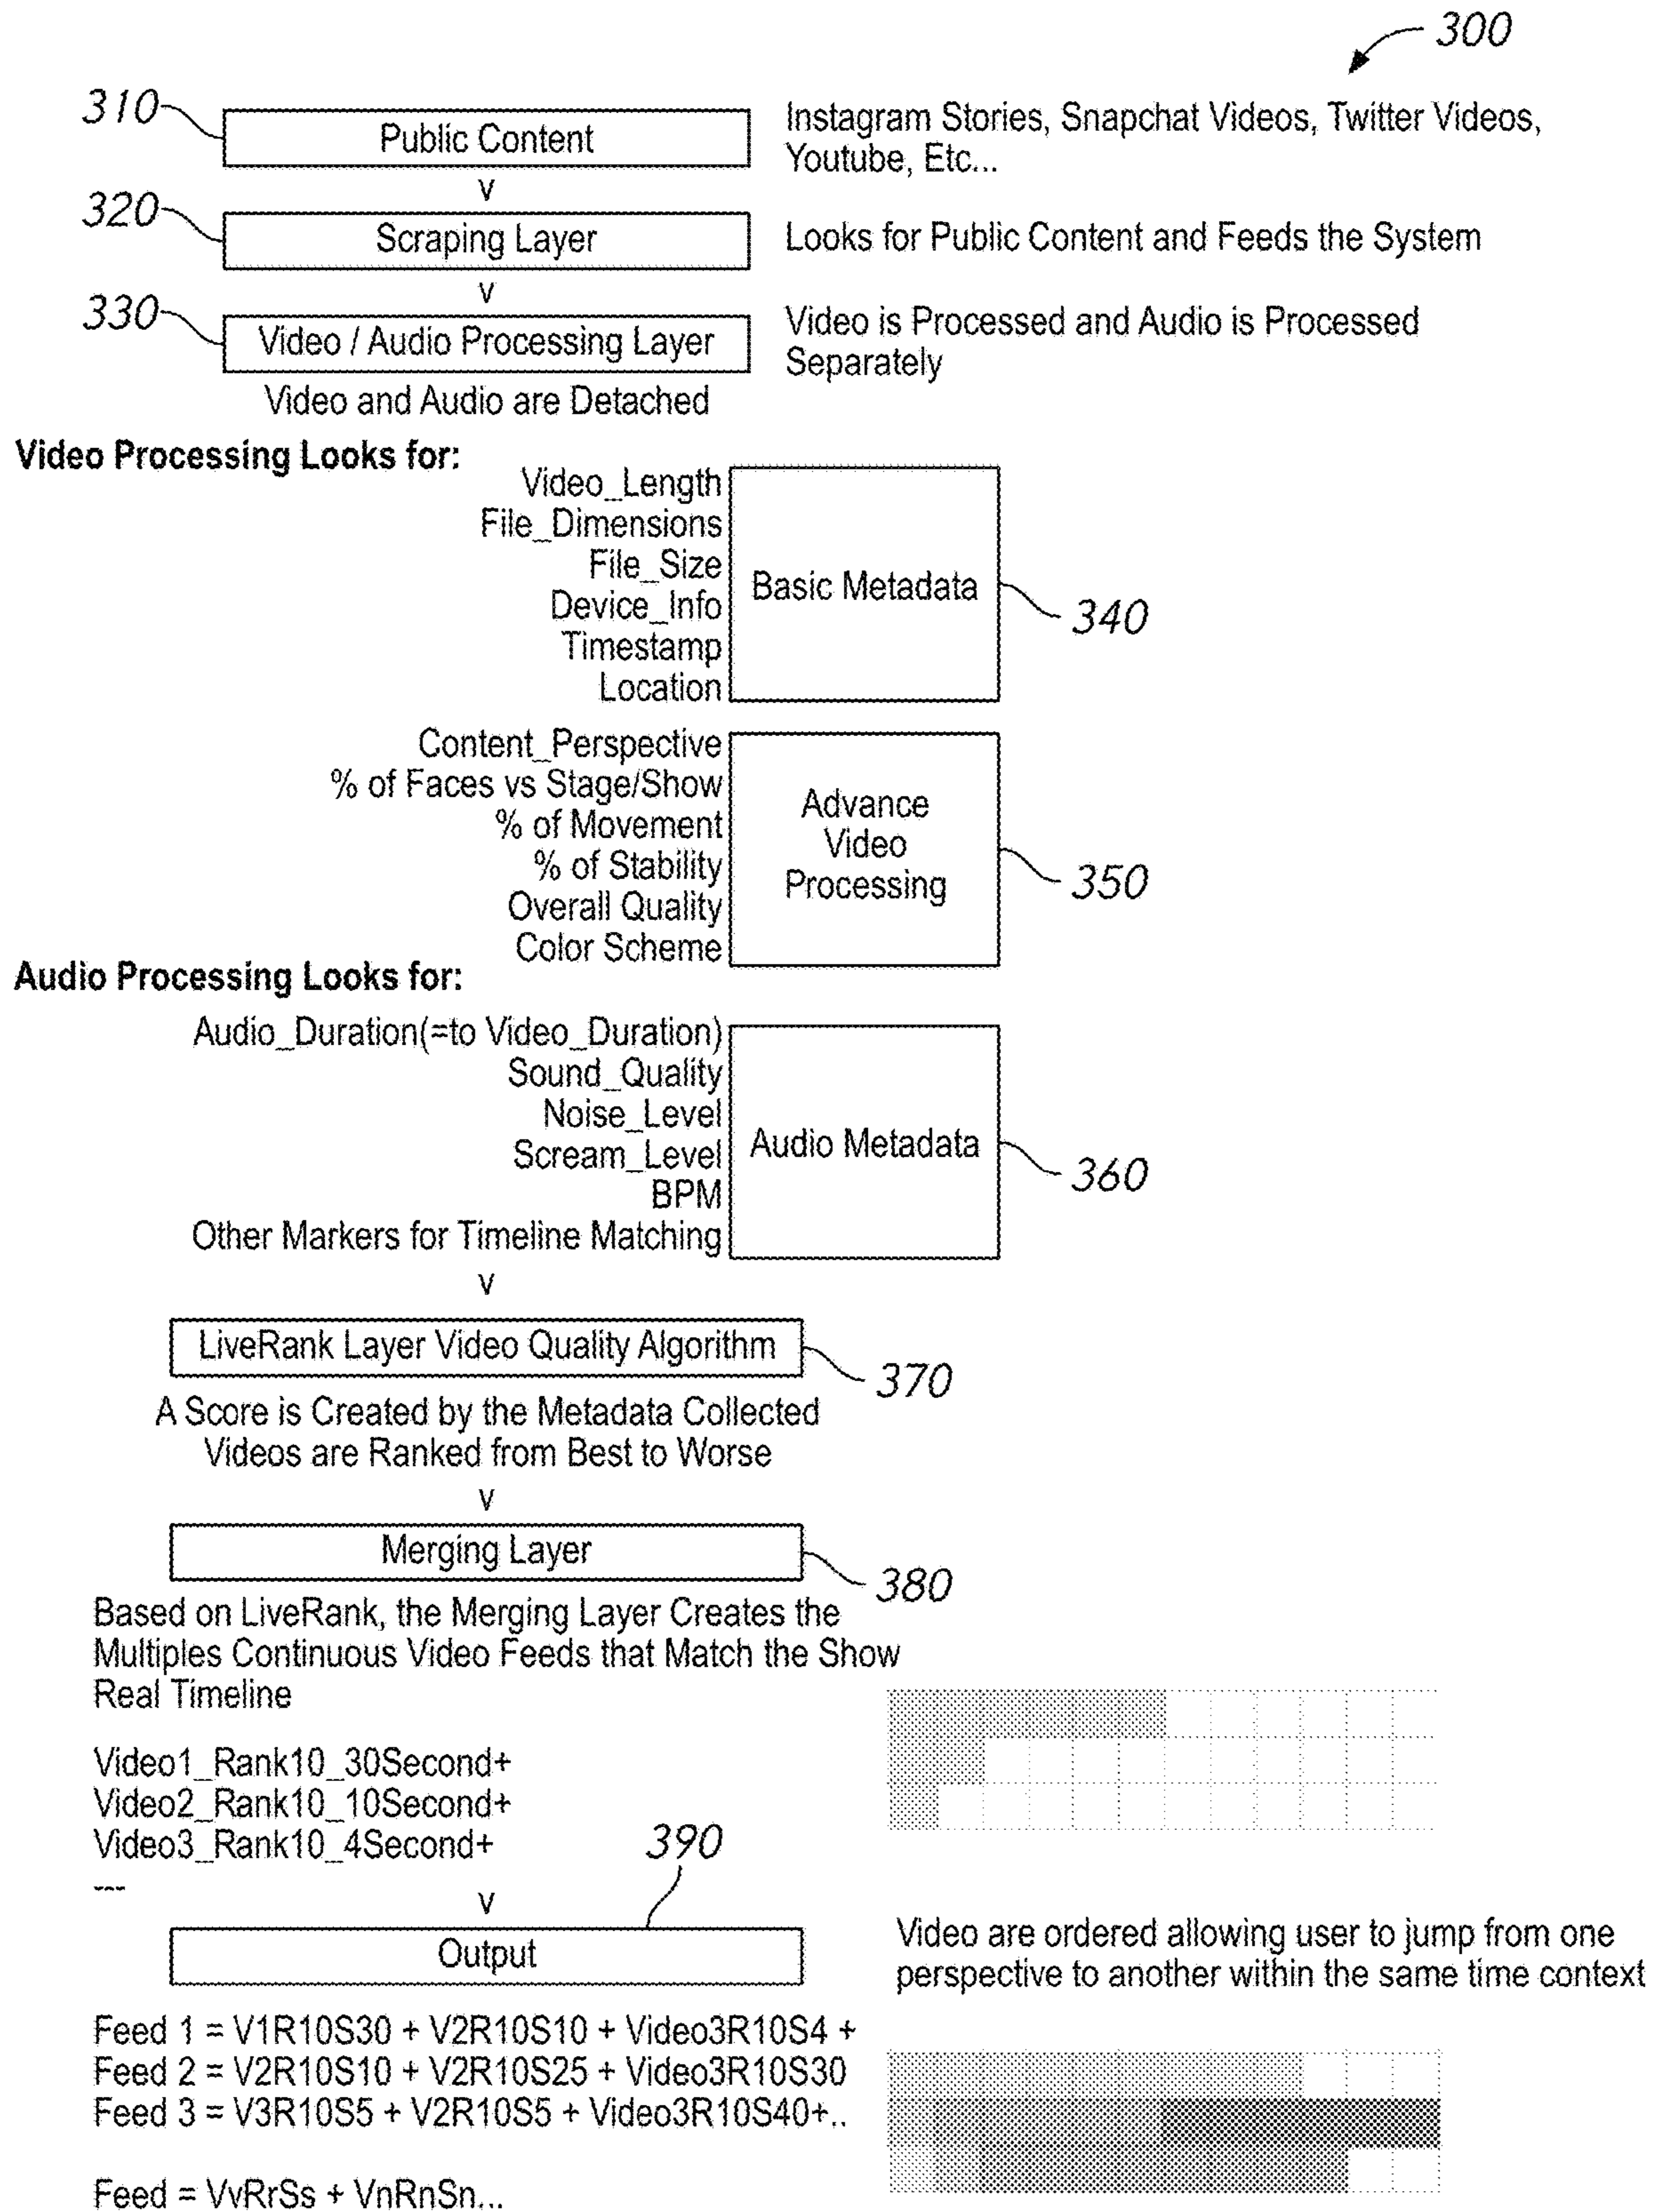 300
310
Public Content
Instagram Stories, Snapchat Videos, Twitter Videos,
Youtube, Etc...
v
320
Scraping Layer
Looks for Public Content and Feeds the System
v
330
Video / Audio Processing Layer
Video is Processed and Audio is Processed
Separately
Video and Audio are Detached
Video Processing Looks for:
Video_Length
File_Dimensions
File_Size
Device_Info
Timestamp
Location
Basic Metadata
340
Content_Perspective
% of Faces vs Stage/Show
% of Movement
% of Stability
Overall Quality
Color Scheme
Advance
Video
Processing
350
Audio Processing Looks for:
Audio_Duration(=to Video_Duration)
Sound_Quality
Noise_Level
Scream_Level
BPM
Other Markers for Timeline Matching
Audio Metadata
360
v
LiveRank Layer Video Quality Algorithm
370
A Score is Created by the Metadata Collected
Videos are Ranked from Best to Worse
v
Merging Layer
380
Based on LiveRank, the Merging Layer Creates the
Multiples Continuous Video Feeds that Match the Show
Real Timeline
Video1_Rank10_30Second+
Video2_Rank10_10Second+
Video3_Rank10_4Second+
---
390
v
Output
Video are ordered allowing user to jump from one
perspective to another within the same time context
Feed 1 = V1R10S30 + V2R10S10 + Video3R10S4 +
Feed 2 = V2R10S10 + V2R10S25 + Video3R10S30
Feed 3 = V3R10S5 + V2R10S5 + Video3R10S40+..
Feed = VvRrSs + VnRnSn...